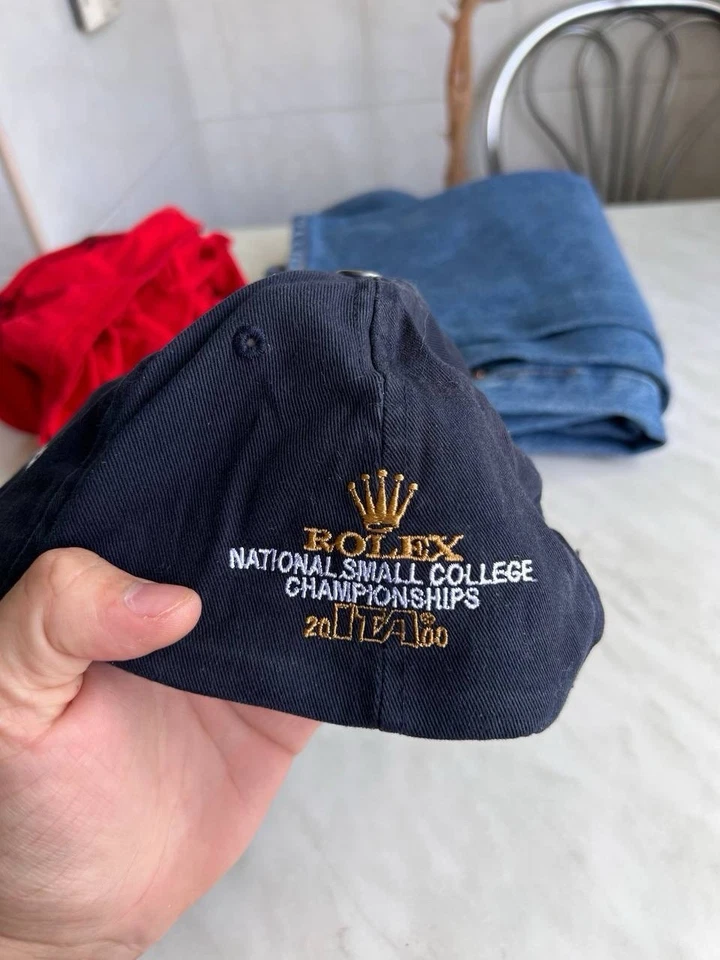 ROLEX
NATIONAL SMALL COLLEGE
CHAMPIONSHIPS
20 ITA® 00